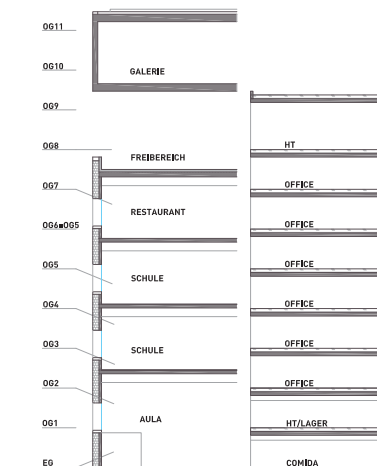 OG11
OG10 GALERIE
OG9
OG8 HT
FREIBEREICH
OG7 OFFICE
RESTAURANT
OG6■OG5 OFFICE
OG5 OFFICE
SCHULE
OG4 OFFICE
OG3 OFFICE
SCHULE
OG2 OFFICE
AULA
OG1 HT/LAGER
EG COMIDA